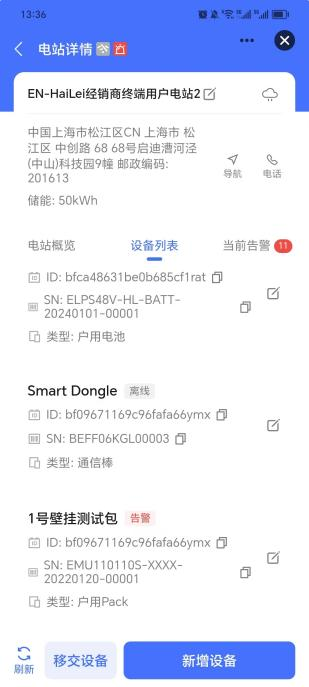 13:36
电站详情
EN-HaiLei经销商终端用户电站2
中国上海市松江区CN 上海市 松
江区 中创路 68 68号启迪漕河泾
(中山)科技园9幢 邮政编码:
201613
导航
电话
储能: 50kWh
电站概览 设备列表 当前告警 11
ID: bfca48631be0b685cf1rat
SN: ELPS48V-HL-BATT-
20240101-00001
类型: 户用电池
Smart Dongle 离线
ID: bf09671169c96fafa66ymx
SN: BEFF06KGL00003
类型: 通信棒
1号壁挂测试包 告警
ID: bf09671169c96fafa66ymx
SN: EMU110110S-XXXX-
20220120-00001
类型: 户用Pack
刷新
移交设备
新增设备